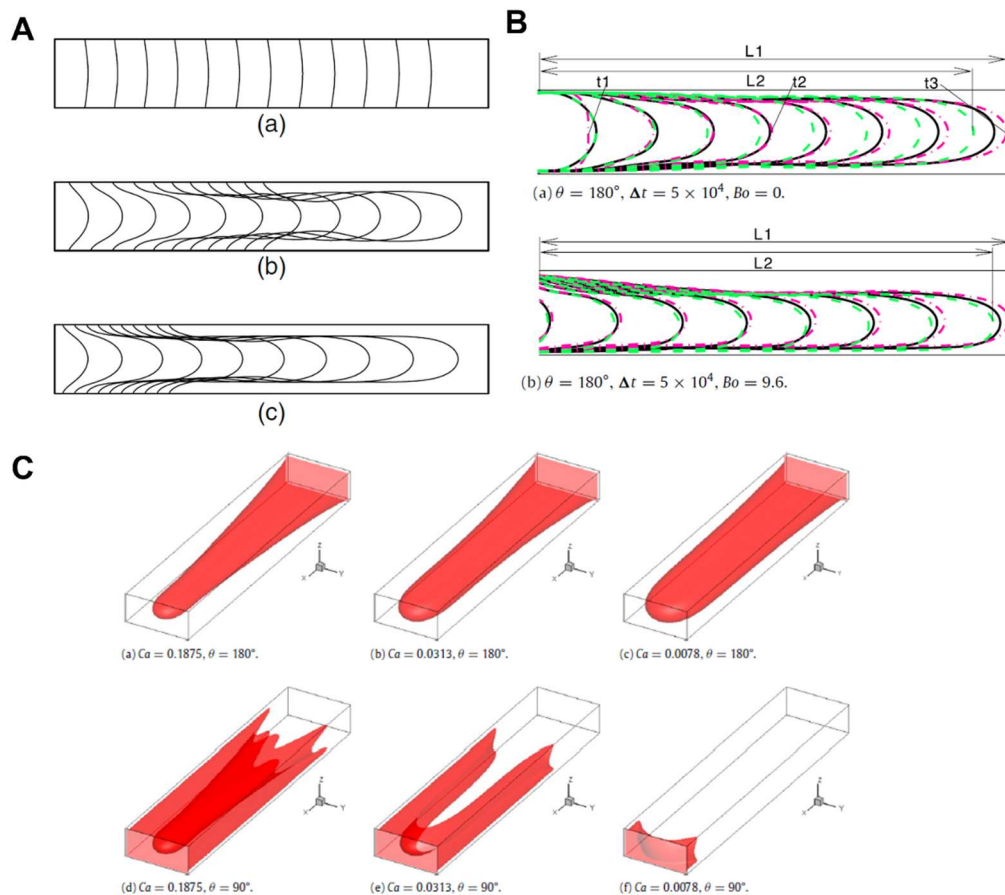 A
(a)
(b)
(c)
B
L1
L2
t1
t2
t3
(a) θ = 180°, Δt = 5 × 10⁴, Bo = 0.
L1
L2
(b) θ = 180°, Δt = 5 × 10⁴, Bo = 9.6.
C
Z
X
Y
Z
X
Y
Z
X
Y
(a) Ca = 0.1875, θ = 180°.
(b) Ca = 0.0313, θ = 180°.
(c) Ca = 0.0078, θ = 180°.
Z
X
Y
Z
X
Y
Z
X
Y
(d) Ca = 0.1875, θ = 90°.
(e) Ca = 0.0313, θ = 90°.
(f) Ca = 0.0078, θ = 90°.